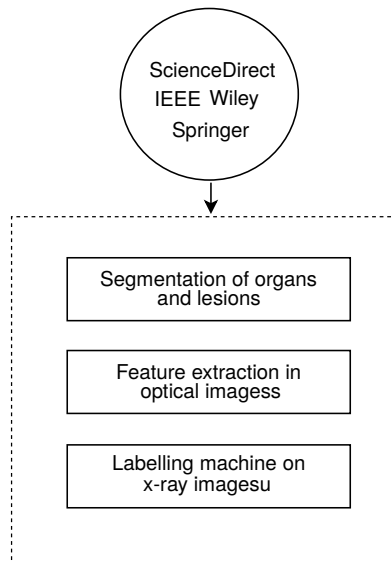 ScienceDirect
IEEE Wiley
Springer
Segmentation of organs
and lesions
Feature extraction in
optical imagess
Labelling machine on
x-ray imagesu